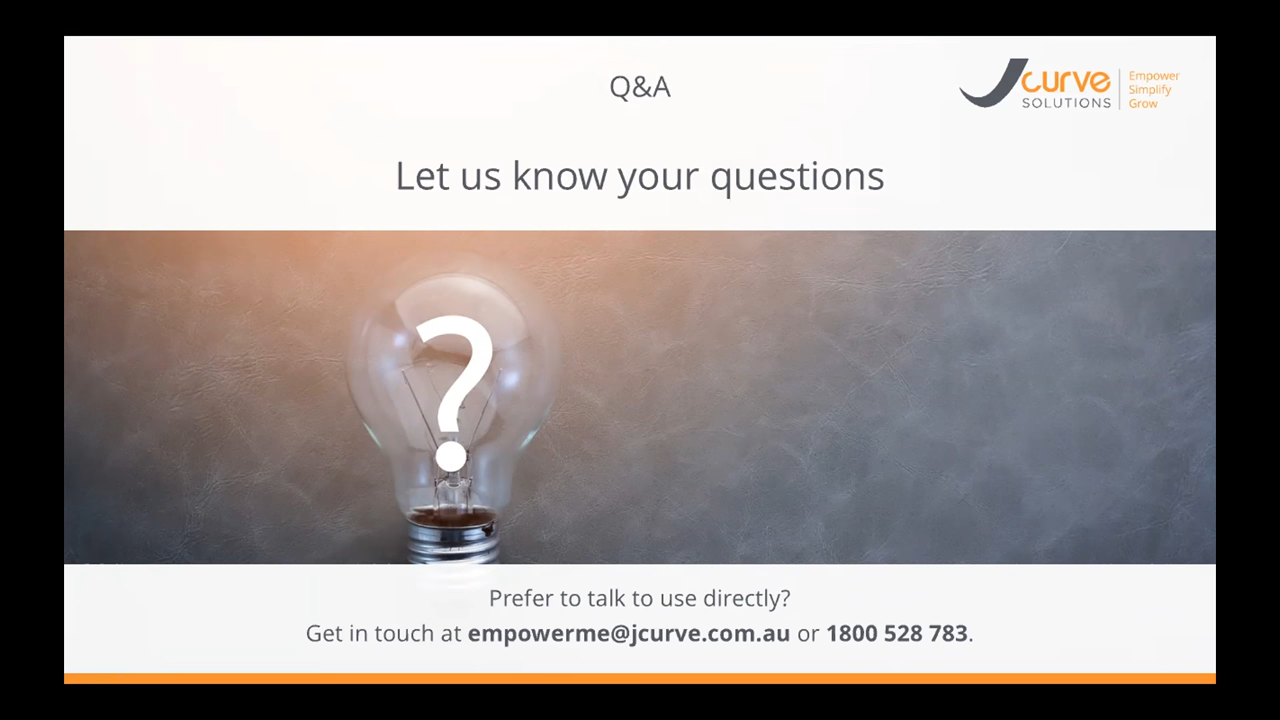 Q&A
Jcurve
SOLUTIONS
Empower
Simplify
Grow
Let us know your questions
?
Prefer to talk to use directly?
Get in touch at empowerme@jcurve.com.au or 1800 528 783.